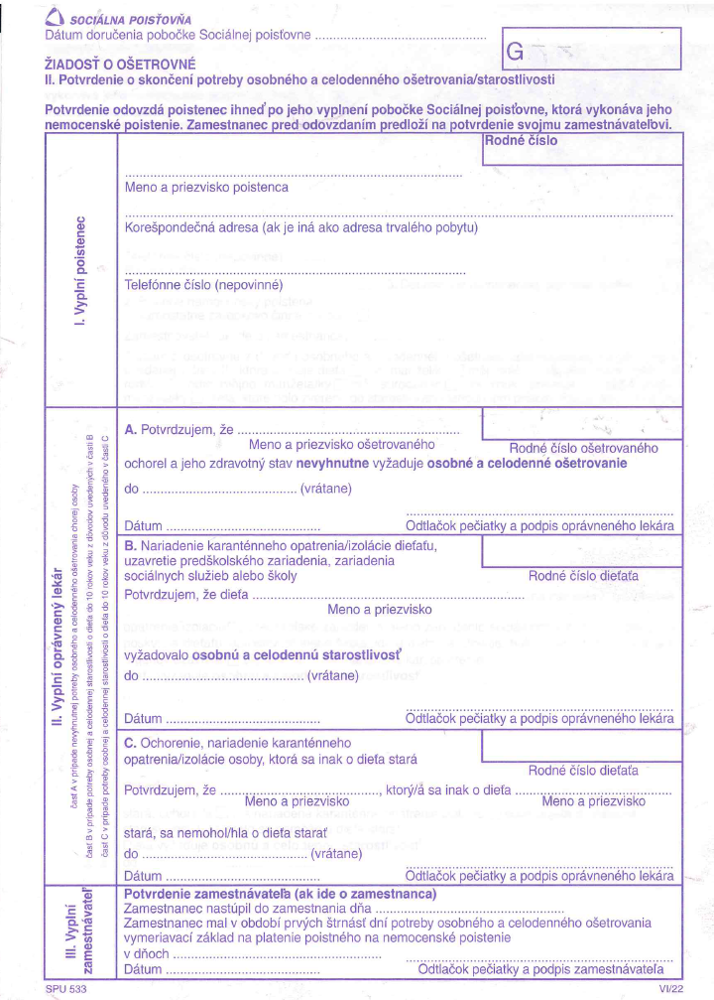 SOCIÁLNA POISŤOVŇA
Dátum doručenia pobočke Sociálnej poisťovne ................................................
G
ŽIADOSŤ O OŠETROVNÉ
II. Potvrdenie o skončení potreby osobného a celodenného ošetrovania/starostlivosti
Potvrdenie odovzdá poistenec ihneď po jeho vyplnení pobočke Sociálnej poisťovne, ktorá vykonáva jeho
nemocenské poistenie. Zamestnanec pred odovzdaním predloží na potvrdenie svojmu zamestnávateľovi.
I. Vyplní poistenec
Rodné číslo
Meno a priezvisko poistenca
Korešpondečná adresa (ak je iná ako adresa trvalého pobytu)
Telefónne číslo (nepovinné)
II. Vyplní oprávnený lekár
časť A v prípade nevyhnutnej potreby osobného a celodenného ošetrovania chorej osoby
časť B v prípade potreby osobnej a celodennej starostlivosti o dieťa do 10 rokov veku z dôvodov uvedených v časti B
časť C v prípade potreby osobnej a celodennej starostlivosti o dieťa do 10 rokov veku z dôvodu uvedeného v časti C
A. Potvrdzujem, že ................................................................
Meno a priezvisko ošetrovaného
Rodné číslo ošetrovaného
ochorel a jeho zdravotný stav nevyhnutne vyžaduje osobné a celodenné ošetrovanie
do ........................................... (vrátane)
Dátum ........................................... Odtlačok pečiatky a podpis oprávneného lekára
B. Nariadenie karanténneho opatrenia/izolácie dieťaťu,
uzavretie predškolského zariadenia, zariadenia
sociálnych služieb alebo školy
Rodné číslo dieťaťa
Potvrdzujem, že dieťa ................................................................
Meno a priezvisko
vyžadovalo osobnú a celodennú starostlivosť
do ............................................. (vrátane)
Dátum ........................................... Odtlačok pečiatky a podpis oprávneného lekára
C. Ochorenie, nariadenie karanténneho
opatrenia/izolácie osoby, ktorá sa inak o dieťa stará
Rodné číslo dieťaťa
Potvrdzujem, že ............................................., ktorý/á sa inak o dieťa ............................................
Meno a priezvisko Meno a priezvisko
stará, sa nemohol/hla o dieťa starať
do .............................................. (vrátane)
Dátum ........................................... Odtlačok pečiatky a podpis oprávneného lekára
III. Vyplní
zamestnávateľ
Potvrdenie zamestnávateľa (ak ide o zamestnanca)
Zamestnanec nastúpil do zamestnania dňa .....................................................
Zamestnanec mal v období prvých štrnásť dní potreby osobného a celodenného ošetrovania
vymeriavací základ na platenie poistného na nemocenské poistenie
v dňoch ..........................................................
Dátum ........................................... Odtlačok pečiatky a podpis zamestnávateľa
SPU 533
VI/22